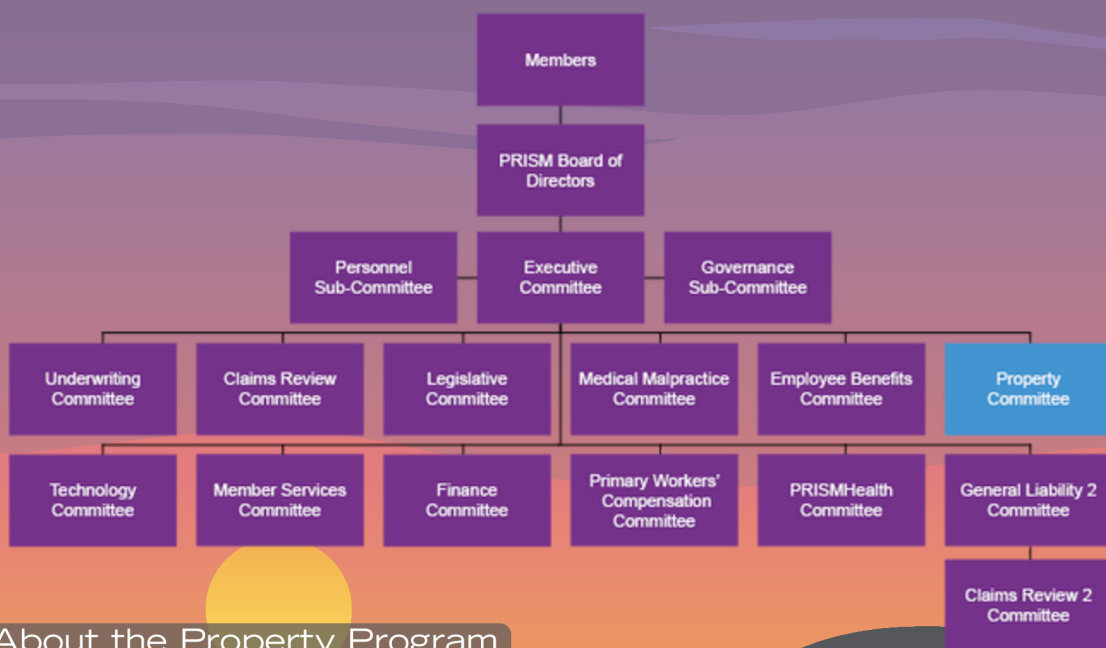 Members
PRISM Board of
Directors
Personnel
Sub-Committee
Executive
Committee
Governance
Sub-Committee
Underwriting
Committee
Claims Review
Committee
Legislative
Committee
Medical Malpractice
Committee
Employee Benefits
Committee
Property
Committee
Technology
Committee
Member Services
Committee
Finance
Committee
Primary Workers'
Compensation
Committee
PRISMHealth
Committee
General Liability 2
Committee
Claims Review 2
Committee
About the Property Program